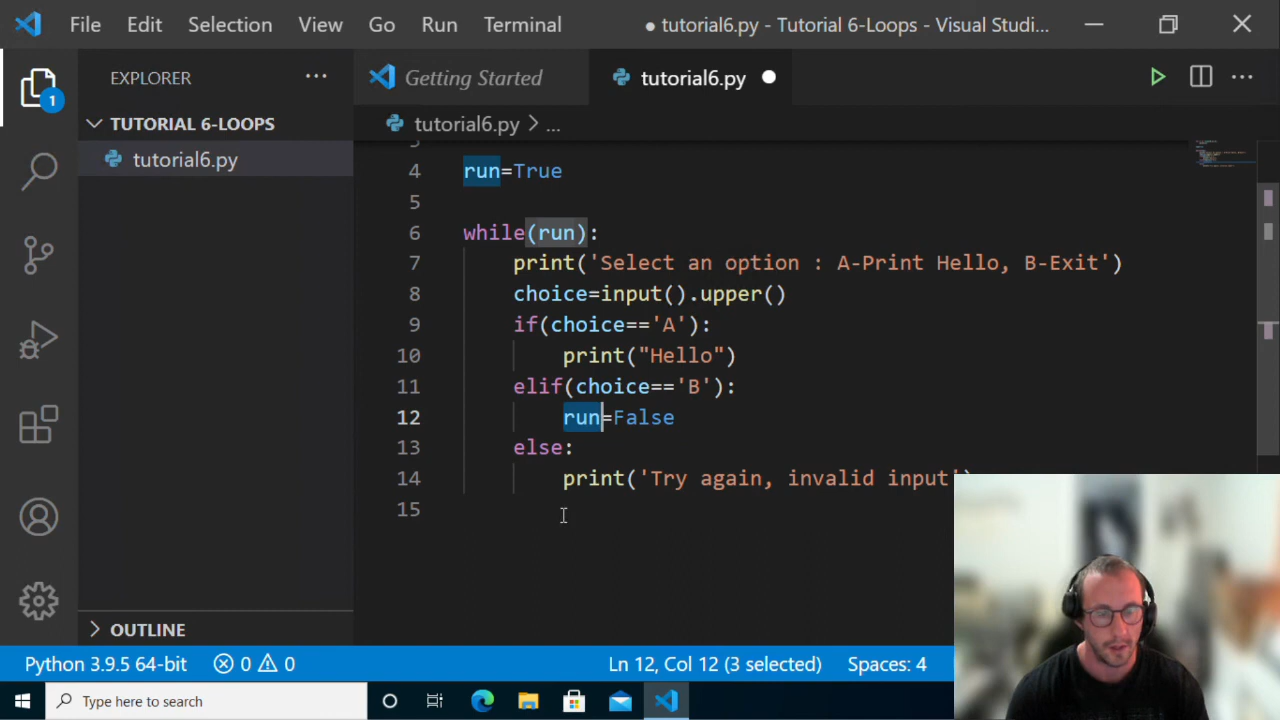 File Edit Selection View Go Run Terminal ● tutorial6.py - Tutorial 6-Loops - Visual Studi...
EXPLORER ...
Getting Started
tutorial6.py
1
TUTORIAL 6-LOOPS
tutorial6.py > ...
tutorial6.py
4 run=True
5
6 while(run):
7 print('Select an option : A-Print Hello, B-Exit')
8 choice=input().upper()
9 if(choice=='A'):
10 print("Hello")
11 elif(choice=='B'):
12 run=False
13 else:
14 print('Try again, invalid input')
15
OUTLINE
Python 3.9.5 64-bit 0 0 Ln 12, Col 12 (3 selected) Spaces: 4
Type here to search